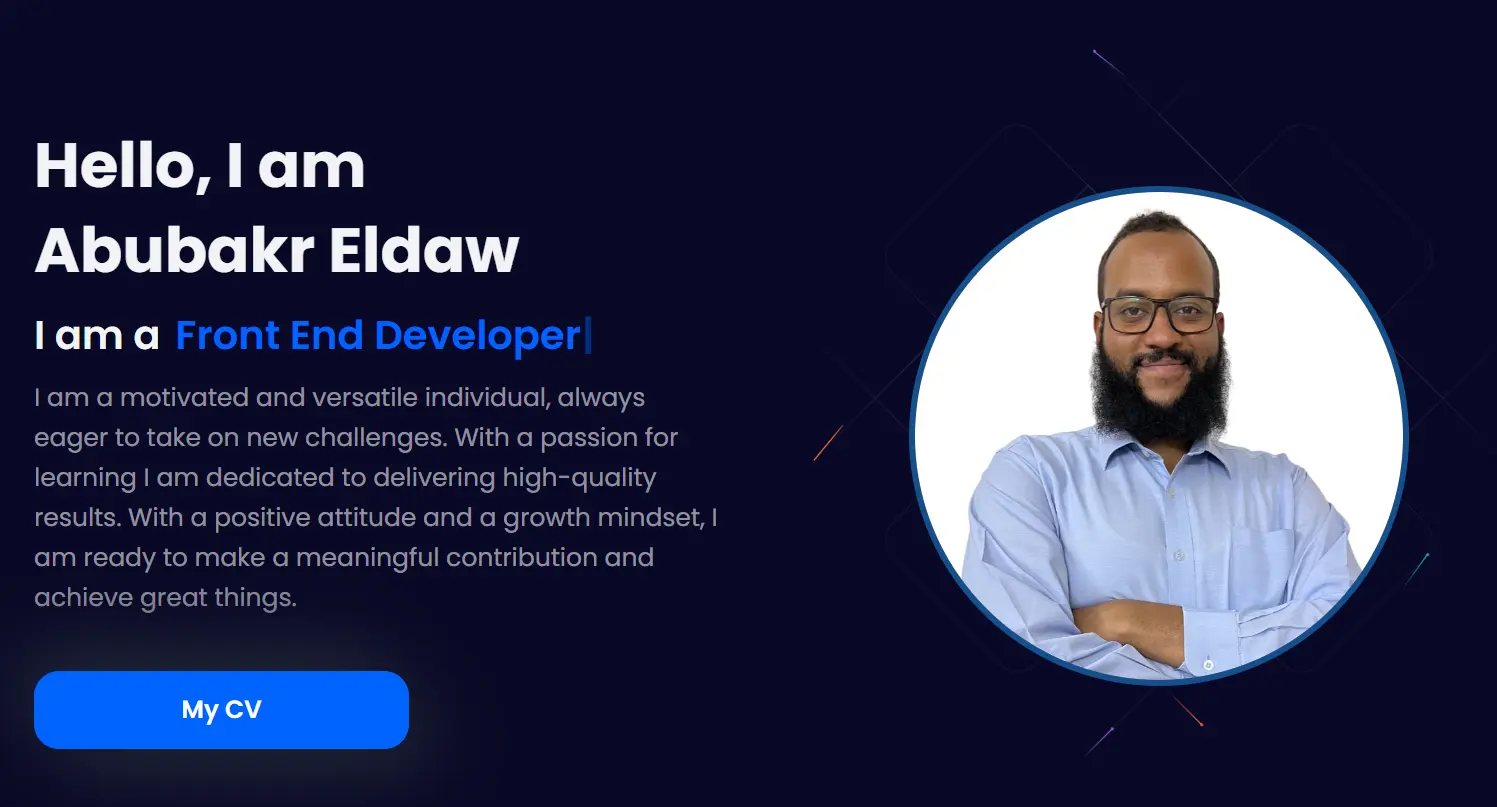 Hello, I am
Abubakr Eldaw
I am a Front End Developer|
I am a motivated and versatile individual, always
eager to take on new challenges. With a passion for
learning I am dedicated to delivering high-quality
results. With a positive attitude and a growth mindset, I
am ready to make a meaningful contribution and
achieve great things.
My CV